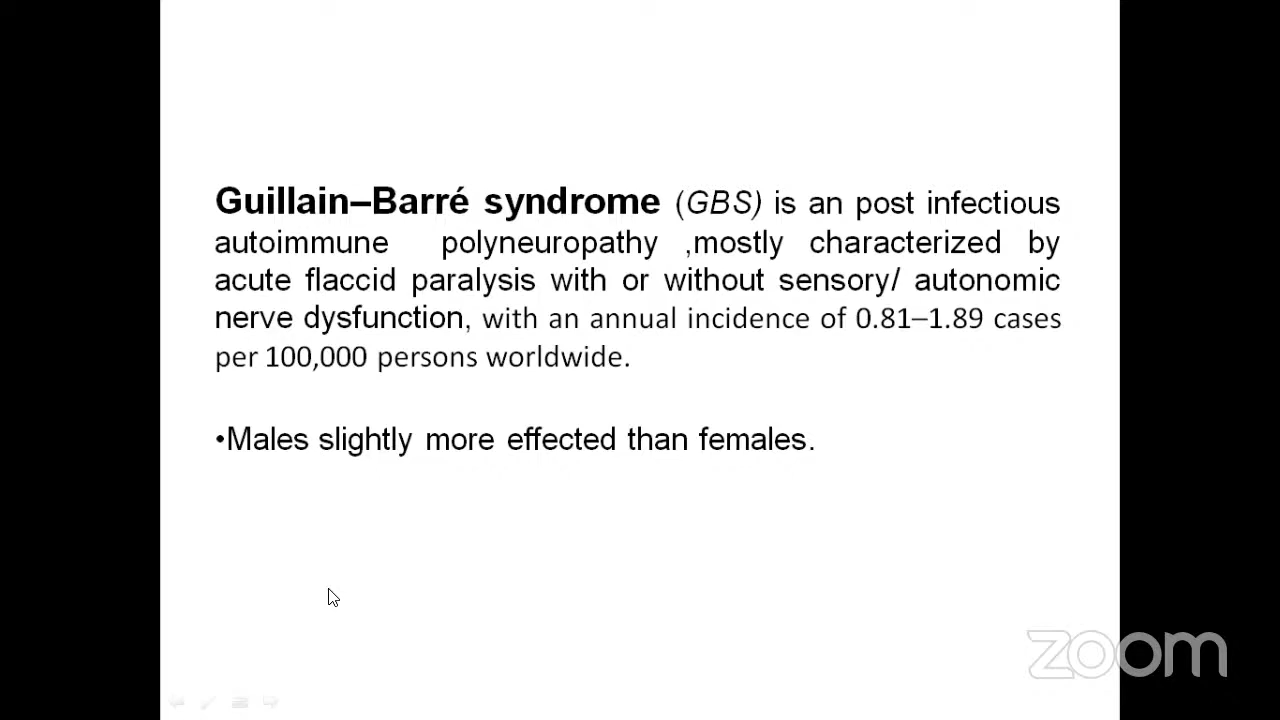 Guillain–Barré syndrome (GBS) is an post infectious
autoimmune polyneuropathy ,mostly characterized by
acute flaccid paralysis with or without sensory/ autonomic
nerve dysfunction, with an annual incidence of 0.81–1.89 cases
per 100,000 persons worldwide.
•Males slightly more effected than females.
zoom